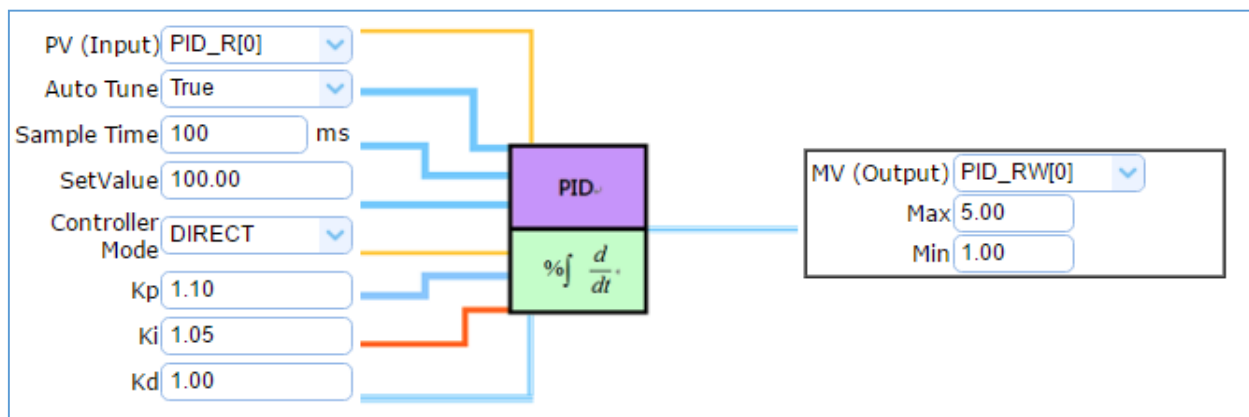 PV (Input) PID_R[0]
Auto Tune True
Sample Time 100 ms
SetValue 100.00
Controller
Mode DIRECT
Kp 1.10
Ki 1.05
Kd 1.00
PID
%∫ d/dt
MV (Output) PID_RW[0]
Max 5.00
Min 1.00